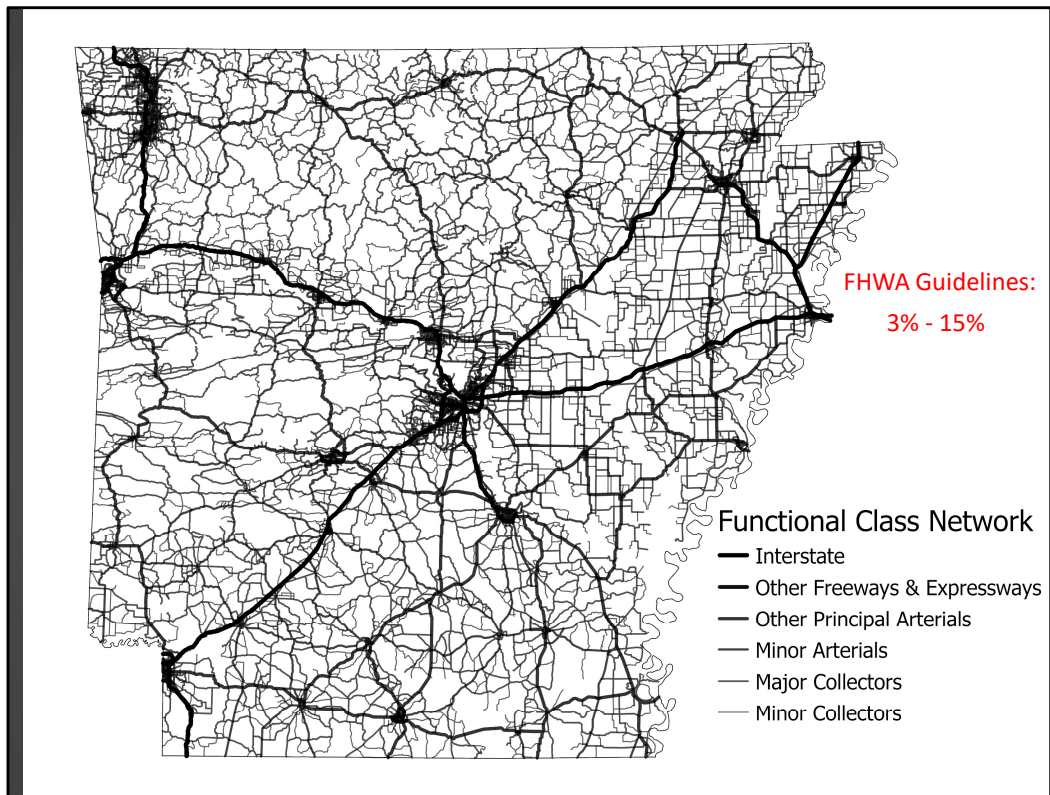 FHWA Guidelines:
3% - 15%
Functional Class Network
Interstate
Other Freeways & Expressways
Other Principal Arterials
Minor Arterials
Major Collectors
Minor Collectors